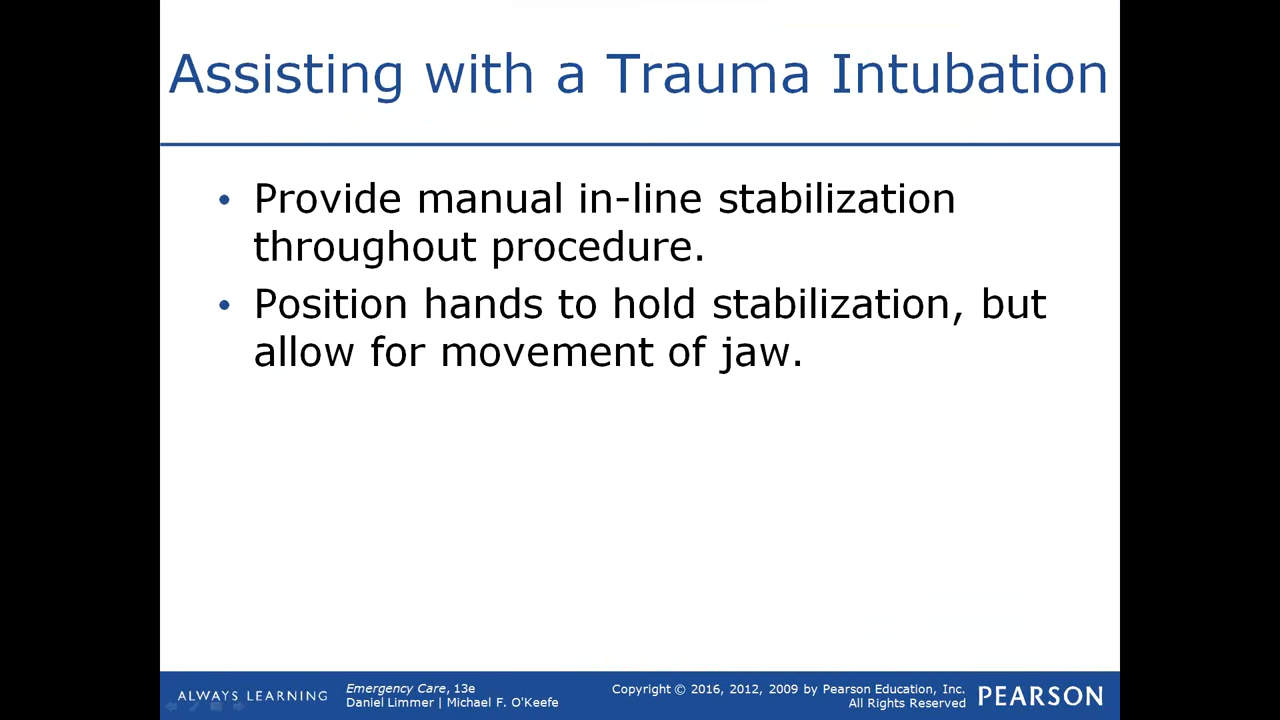 Assisting with a Trauma Intubation
• Provide manual in-line stabilization
throughout procedure.
• Position hands to hold stabilization, but
allow for movement of jaw.
ALWAYS LEARNING
Emergency Care, 13e
Daniel Limmer | Michael F. O'Keefe
Copyright © 2016, 2012, 2009 by Pearson Education, Inc.
All Rights Reserved
PEARSON